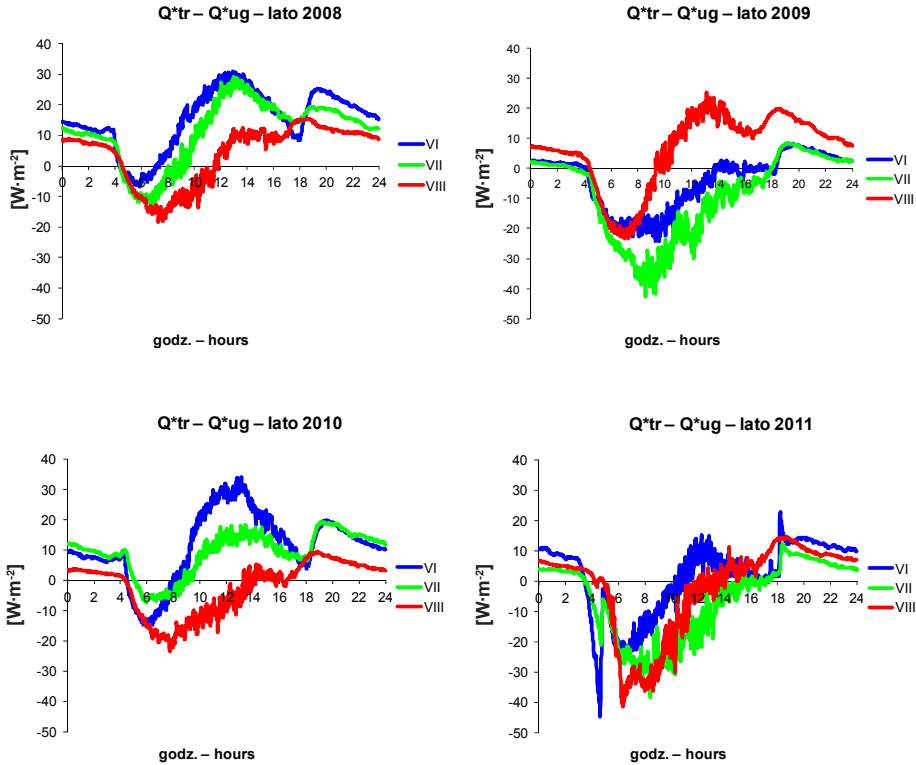 Q*tr – Q*ug – lato 2008
40
30
20
10
0
-10
-20
-30
-40
-50
[W·m⁻²]
0 2 4 6 8 10 12 14 16 18 20 22 24
VI
VII
VIII
godz. – hours
Q*tr – Q*ug – lato 2009
40
30
20
10
0
-10
-20
-30
-40
-50
[W·m⁻²]
0 2 4 6 8 10 12 14 16 18 20 22 24
VI
VII
VIII
godz. – hours
Q*tr – Q*ug – lato 2010
40
30
20
10
0
-10
-20
-30
-40
-50
[W·m⁻²]
0 2 4 6 8 10 12 14 16 18 20 22 24
VI
VII
VIII
godz. – hours
Q*tr – Q*ug – lato 2011
40
30
20
10
0
-10
-20
-30
-40
-50
[W·m⁻²]
0 2 4 6 8 10 12 14 16 18 20 22 24
VI
VII
VIII
godz. – hours